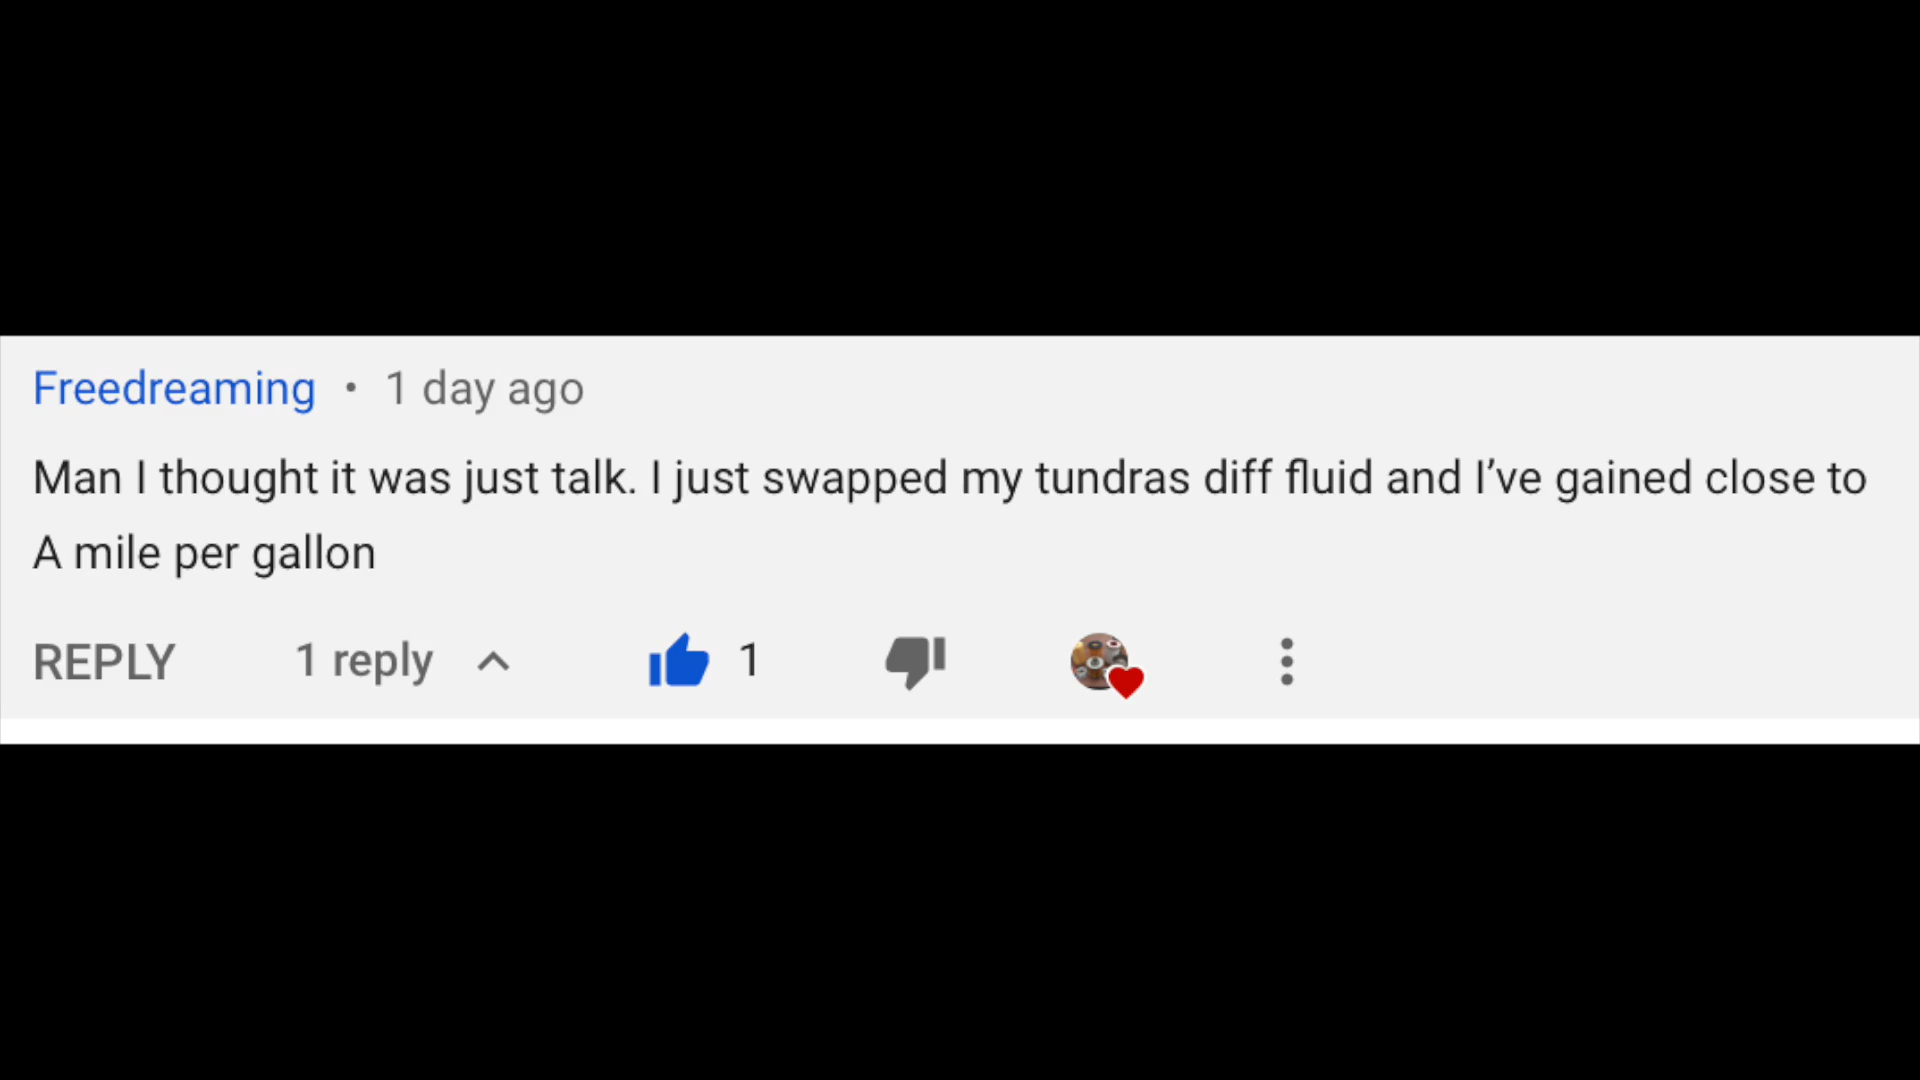 Freedreaming • 1 day ago
Man I thought it was just talk. I just swapped my tundras diff fluid and I’ve gained close to
A mile per gallon
REPLY 1 reply 1